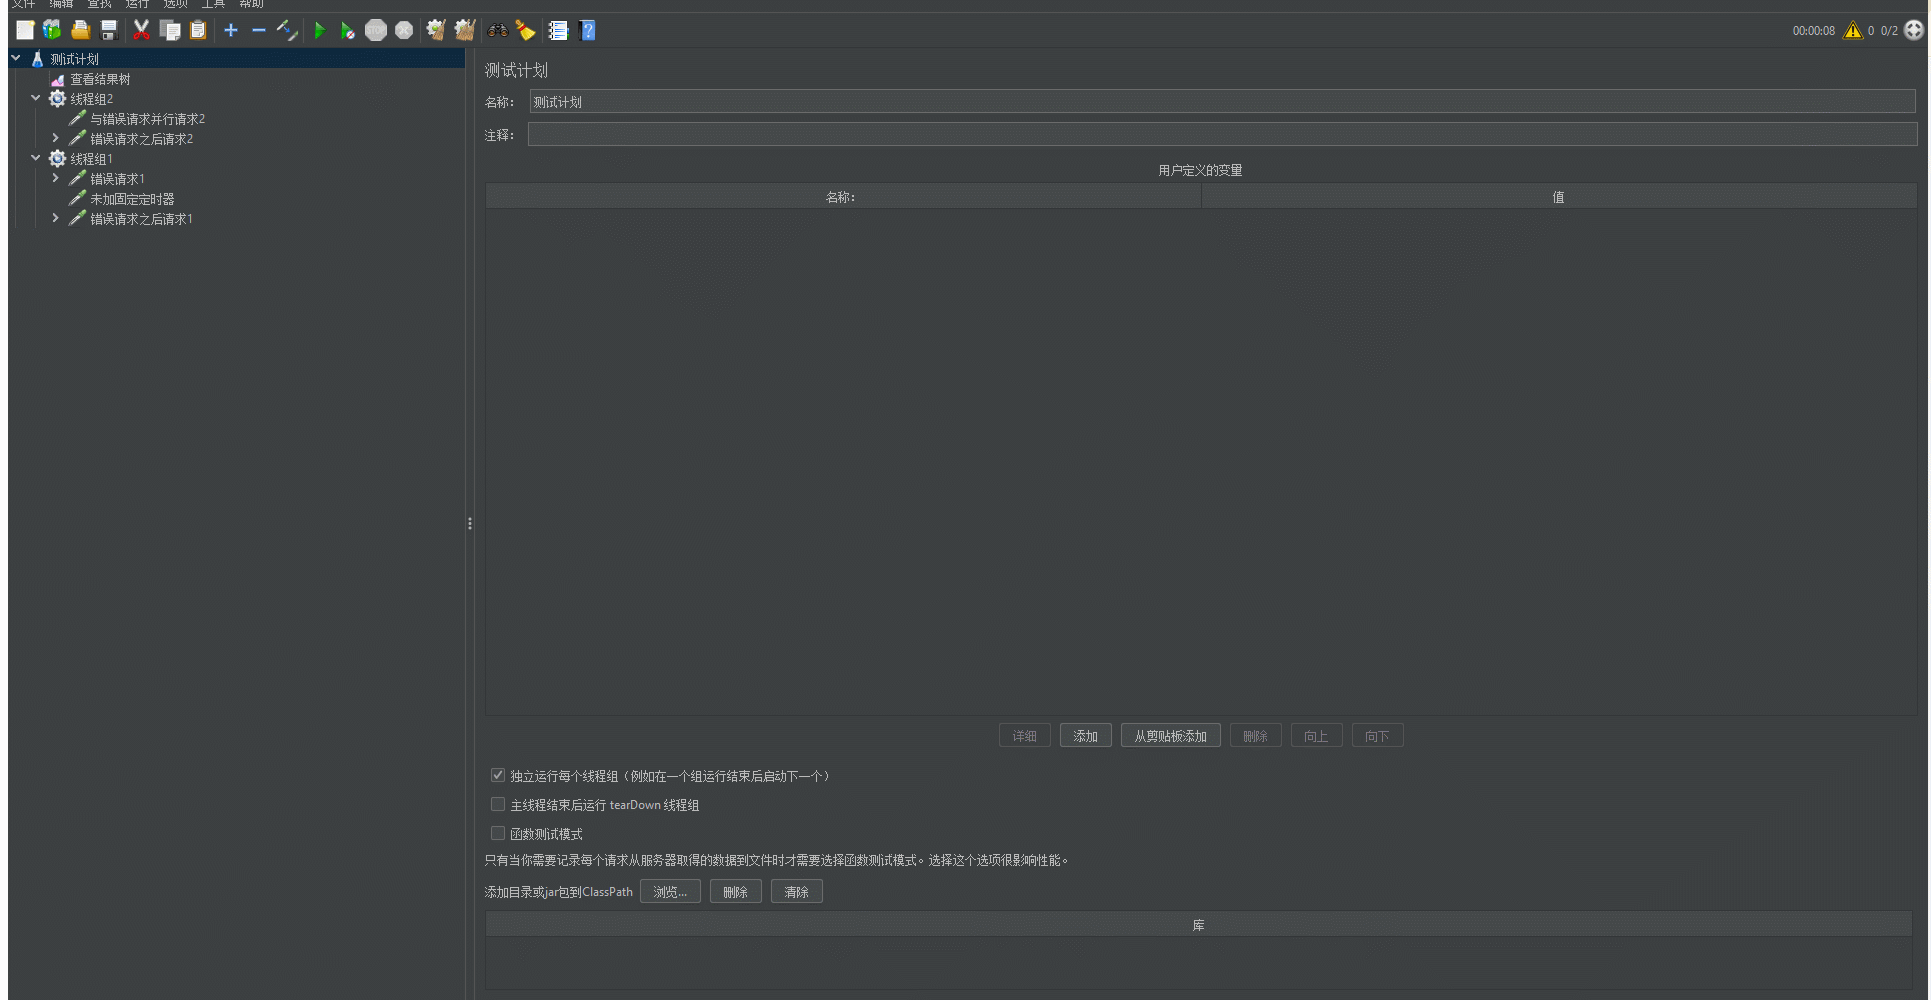 文件 编辑 查找 运行 选项 工具 帮助
STOP
00:00:08 0 0/2
测试计划
查看结果树
线程组2
与错误请求并行请求2
错误请求之后请求2
线程组1
错误请求1
未加固定定时器
错误请求之后请求1
测试计划
名称： 测试计划
注释：
用户定义的变量
名称： 值
详细 添加 从剪贴板添加 删除 向上 向下
独立运行每个线程组（例如在一个组运行结束后启动下一个）
主线程结束后运行 tearDown 线程组
函数测试模式
只有当你需要记录每个请求从服务器取得的数据到文件时才需要选择函数测试模式。选择这个选项很影响性能。
添加目录或jar包到ClassPath 浏览... 删除 清除
库